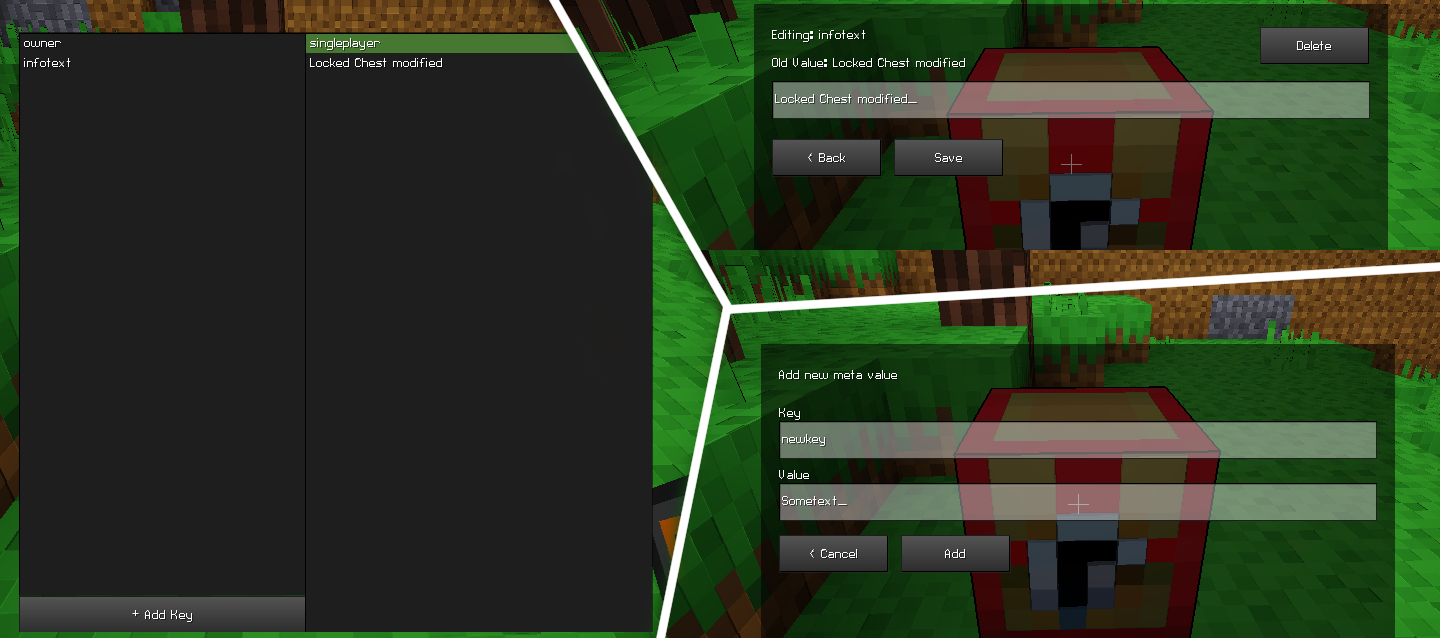 owner
singleplayer
infotext
Locked Chest modified
+ Add Key
Editing: infotext
Delete
Old Value: Locked Chest modified
Locked Chest modified_
< Back
Save
Add new meta value
Key
newkey
Value
Sometext_
< Cancel
Add